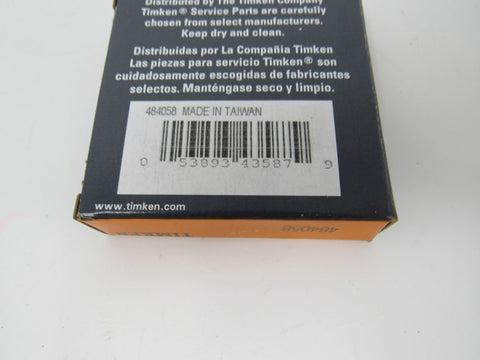 Distributed by The Timken Company
Timken® Service Parts are carefully
chosen from select manufacturers.
Keep dry and clean.
Distribuidas por La Compañia Timken
Las piezas para servicio Timken® son
cuidadosamente escogidas de fabricantes
selectos. Manténgase seco y limpio.
484058 MADE IN TAIWAN
0 53893 43587 9
www.timken.com
TIMKEN 484058